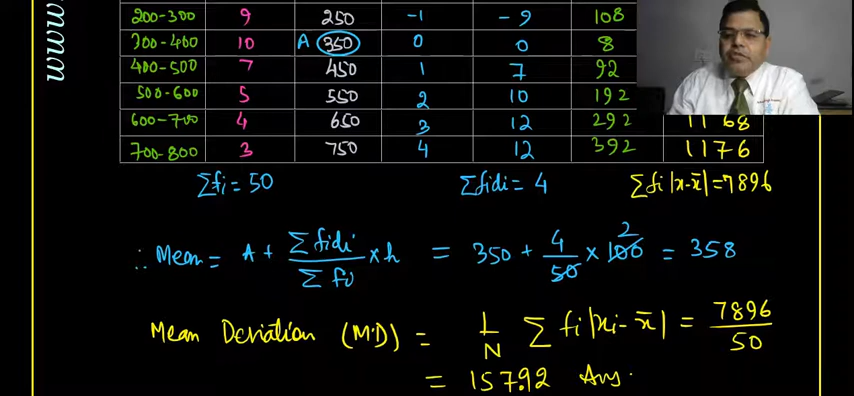 www.
200-300 9 250 -1 -9 108
300-400 10 A 350 0 0 8
400-500 7 450 1 7 92
500-600 5 550 2 10 192
600-700 4 650 3 12 292 1168
700-800 3 750 4 12 392 1176
Σfi = 50 Σfidi = 4 Σfi|x-x̄| = 7896
∴ Mean = A + Σfidi/Σfi × h = 350 + 4/50 × 100 2 = 358
Mean Deviation (M.D) = 1/N Σ fi|xi - x̄| = 7896/50
= 157.92 Ans.